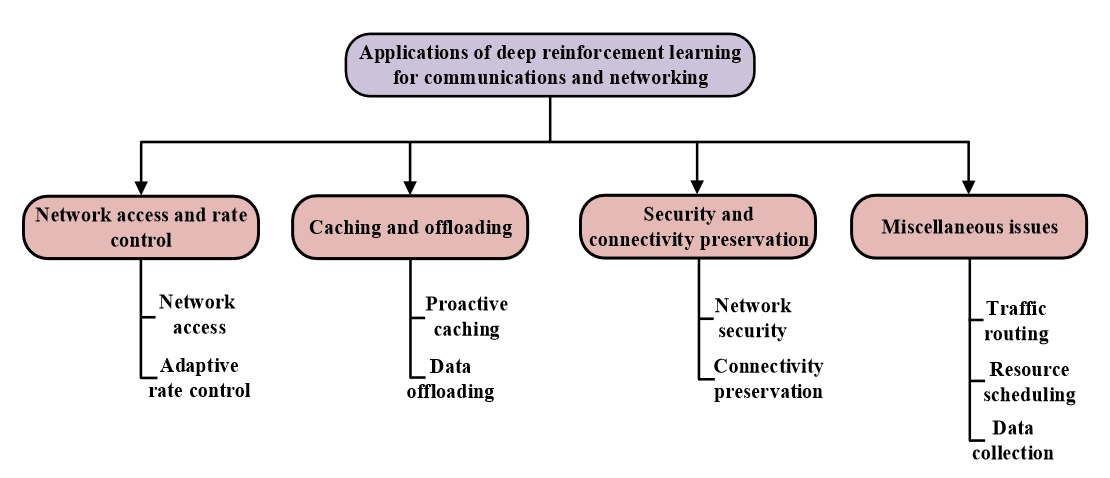 Applications of deep reinforcement learning
for communications and networking
Network access and rate
control
Caching and offloading
Security and
connectivity preservation
Miscellaneous issues
Network
access
Adaptive
rate control
Proactive
caching
Data
offloading
Network
security
Connectivity
preservation
Traffic
routing
Resource
scheduling
Data
collection